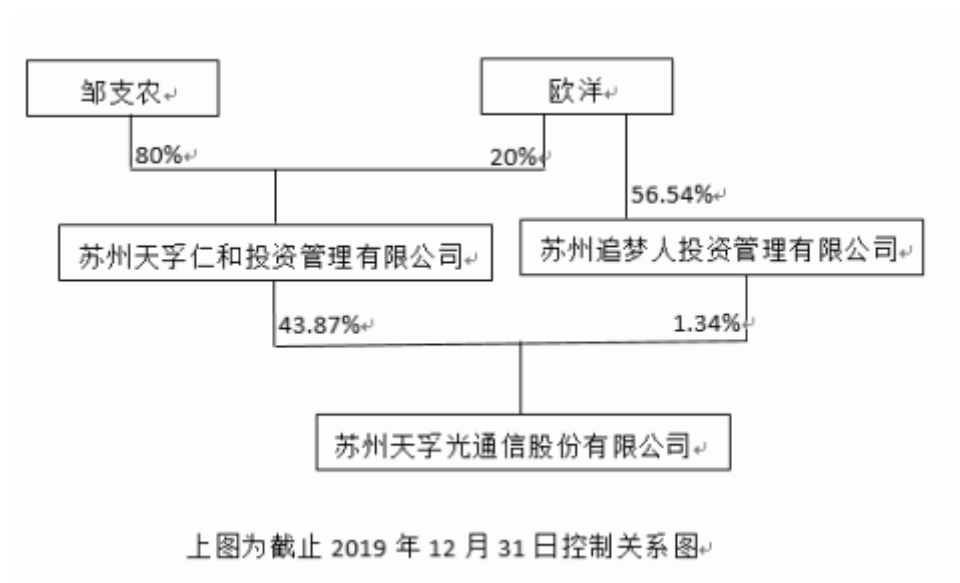 邹支农
欧洋
80%
20%
56.54%
苏州天孚仁和投资管理有限公司
苏州追梦人投资管理有限公司
43.87%
1.34%
苏州天孚光通信股份有限公司
上图为截止 2019 年 12 月 31 日控制关系图